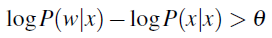 log P(w|x) − log P(x|x) > θ